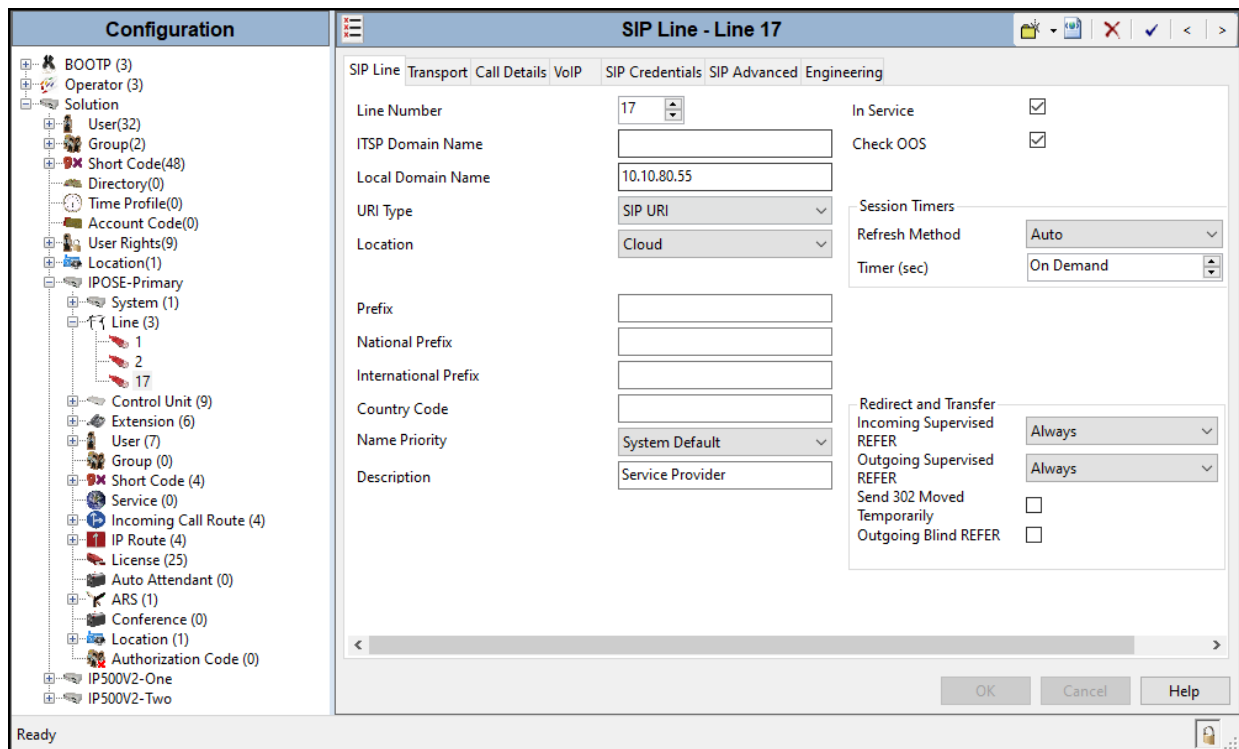 Configuration
BOOTP (3)
Operator (3)
Solution
User(32)
Group(2)
Short Code(48)
Directory(0)
Time Profile(0)
Account Code(0)
User Rights(9)
Location(1)
IPOSE-Primary
System (1)
Line (3)
1
2
17
Control Unit (9)
Extension (6)
User (7)
Group (0)
Short Code (4)
Service (0)
Incoming Call Route (4)
IP Route (4)
License (25)
Auto Attendant (0)
ARS (1)
Conference (0)
Location (1)
Authorization Code (0)
IP500V2-One
IP500V2-Two
SIP Line - Line 17
SIP Line Transport Call Details VoIP SIP Credentials SIP Advanced Engineering
Line Number 17
ITSP Domain Name
Local Domain Name 10.10.80.55
URI Type SIP URI
Location Cloud
Prefix
National Prefix
International Prefix
Country Code
Name Priority System Default
Description Service Provider
In Service
Check OOS
Session Timers
Refresh Method Auto
Timer (sec) On Demand
Redirect and Transfer
Incoming Supervised
REFER
Always
Outgoing Supervised
REFER
Always
Send 302 Moved
Temporarily
Outgoing Blind REFER
OK Cancel Help
Ready